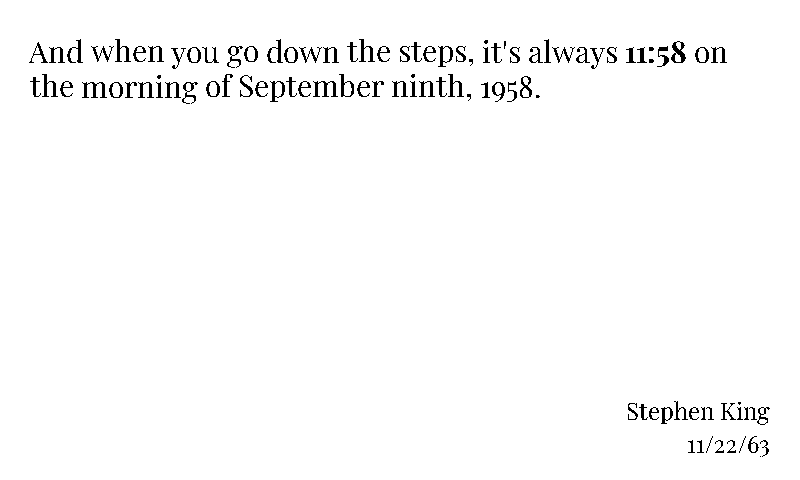 And when you go down the steps, it's always 11:58 on
the morning of September ninth, 1958.
Stephen King
11/22/63